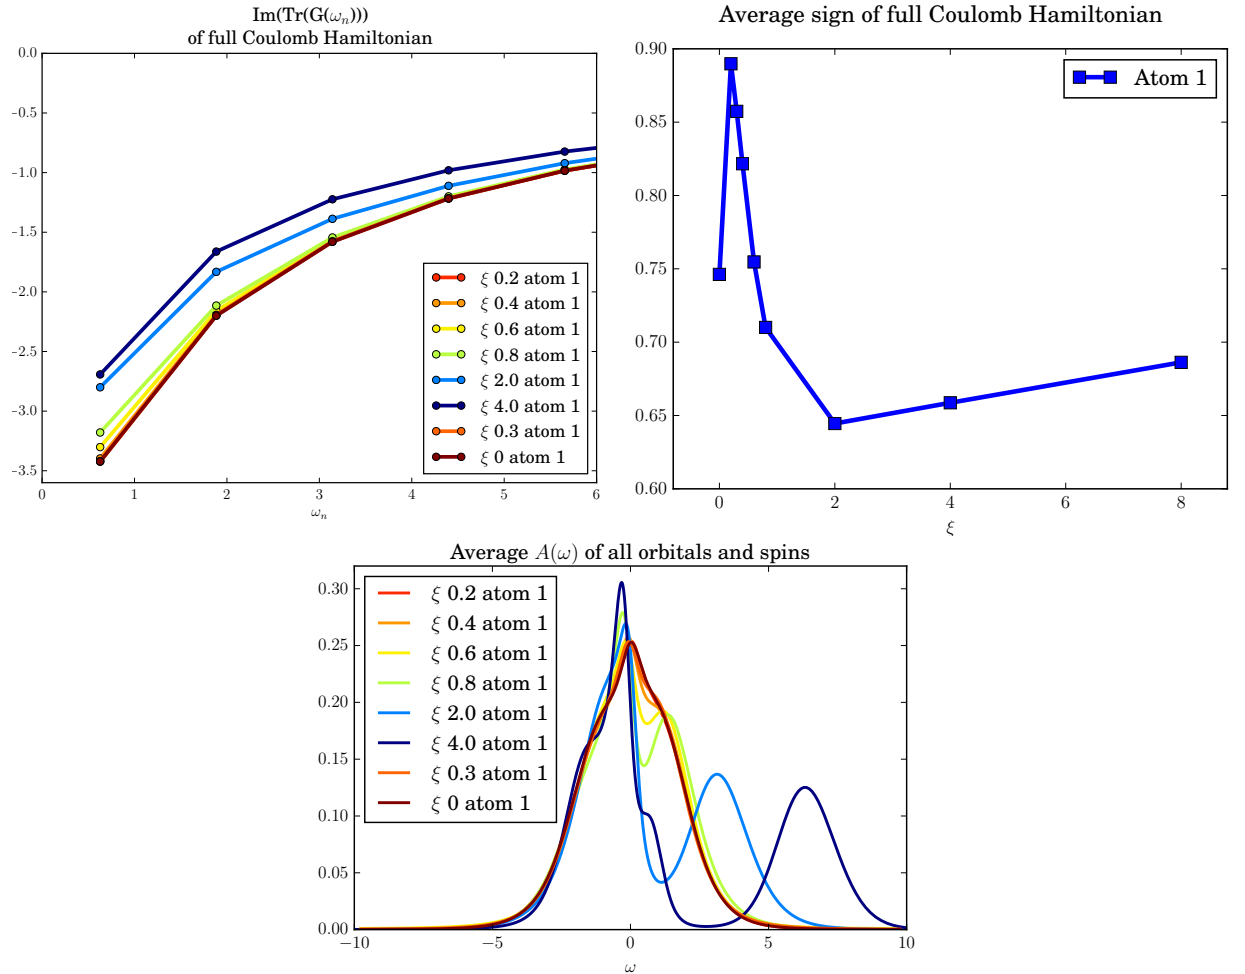 Im(Tr(G(ωₙ)))
of full Coulomb Hamiltonian
0.0
−0.5
−1.0
−1.5
−2.0
−2.5
−3.0
−3.5
0 1 2 3 4 5 6
ωₙ
ξ 0.2 atom 1
ξ 0.4 atom 1
ξ 0.6 atom 1
ξ 0.8 atom 1
ξ 2.0 atom 1
ξ 4.0 atom 1
ξ 0.3 atom 1
ξ 0 atom 1
Average sign of full Coulomb Hamiltonian
0.90
0.85
0.80
0.75
0.70
0.65
0.60
0 2 4 6 8
ξ
Atom 1
Average A(ω) of all orbitals and spins
0.30
0.25
0.20
0.15
0.10
0.05
0.00
−10 −5 0 5 10
ω
ξ 0.2 atom 1
ξ 0.4 atom 1
ξ 0.6 atom 1
ξ 0.8 atom 1
ξ 2.0 atom 1
ξ 4.0 atom 1
ξ 0.3 atom 1
ξ 0 atom 1